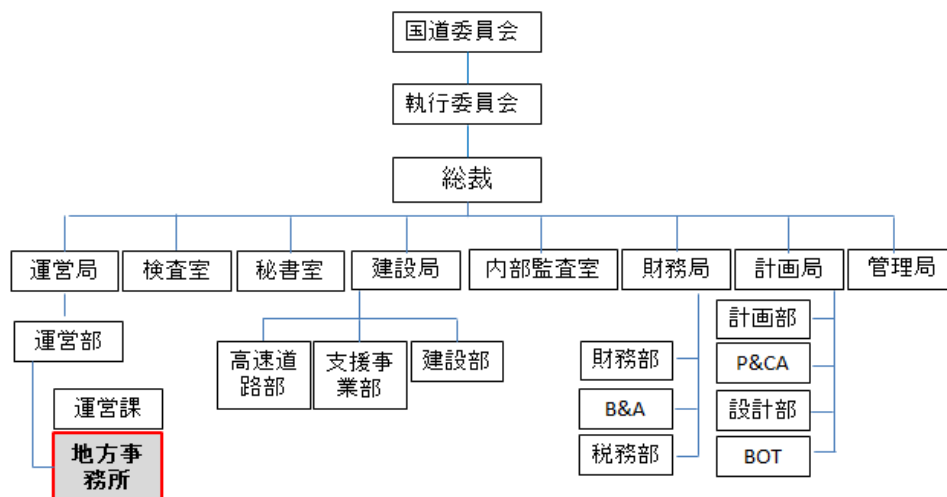 国道委員会
執行委員会
総裁
運営局
検査室
秘書室
建設局
内部監査室
財務局
計画局
管理局
運営部
運営課
地方事
務所
高速道
路部
支援事
業部
建設部
財務部
B&A
税務部
計画部
P&CA
設計部
BOT